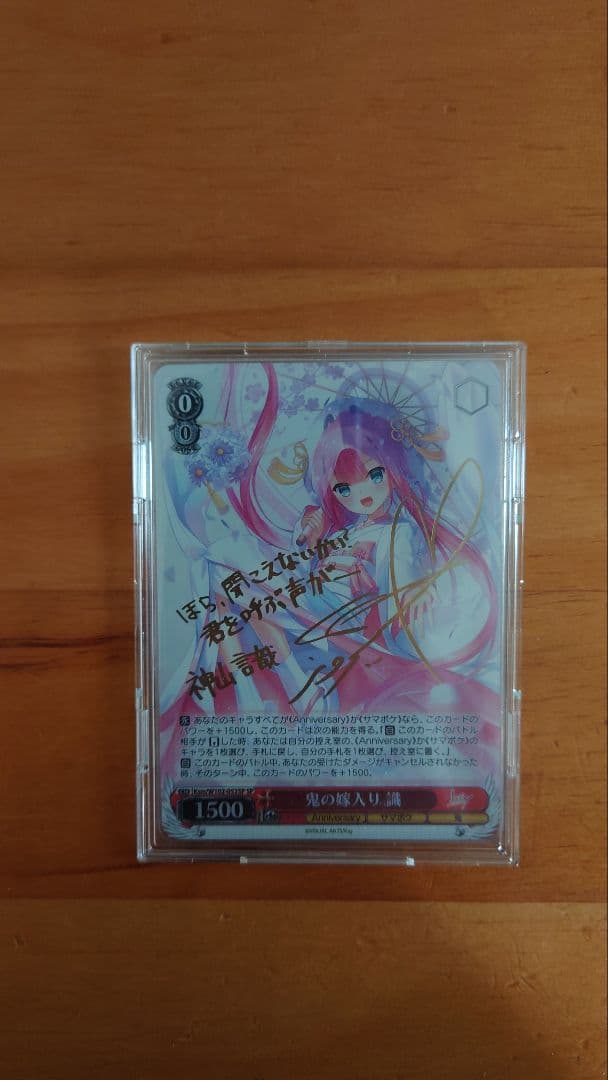 0
0
ほら、聞こえないかい?
君を呼ぶ声がー
神山 識
【永】 あなたのキャラすべてが《Anniversary》か《サマポケ》なら、このカードの
パワーを+1500し、このカードは次の能力を得る。『【自】 このカードのバトル
相手が した時、あなたは自分の控え室の、《Anniversary》か《サマポケ》の
キャラを1枚選び、手札に戻し、自分の手札を1枚選び、控え室に置く。』
【自】 このカードのバトル中、あなたの受けたダメージがキャンセルされなかった
時、そのターン中、このカードのパワーを+1500。
Key
1500
鬼の嫁入り 識
Anniversary
サマポケ